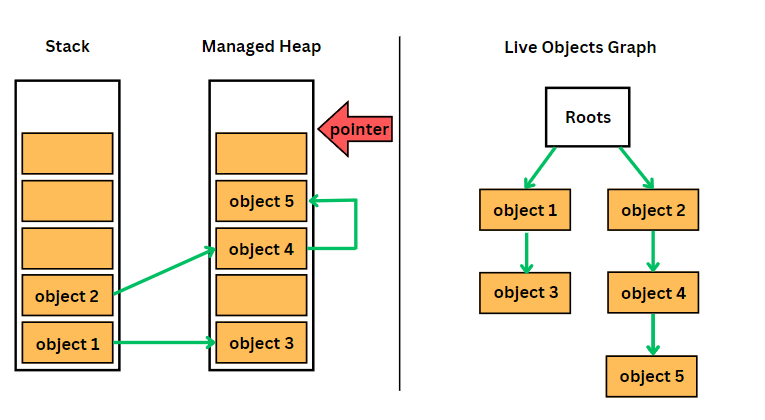 Stack
Managed Heap
pointer
object 5
object 4
object 2
object 1
object 3
Live Objects Graph
Roots
object 1
object 2
object 3
object 4
object 5